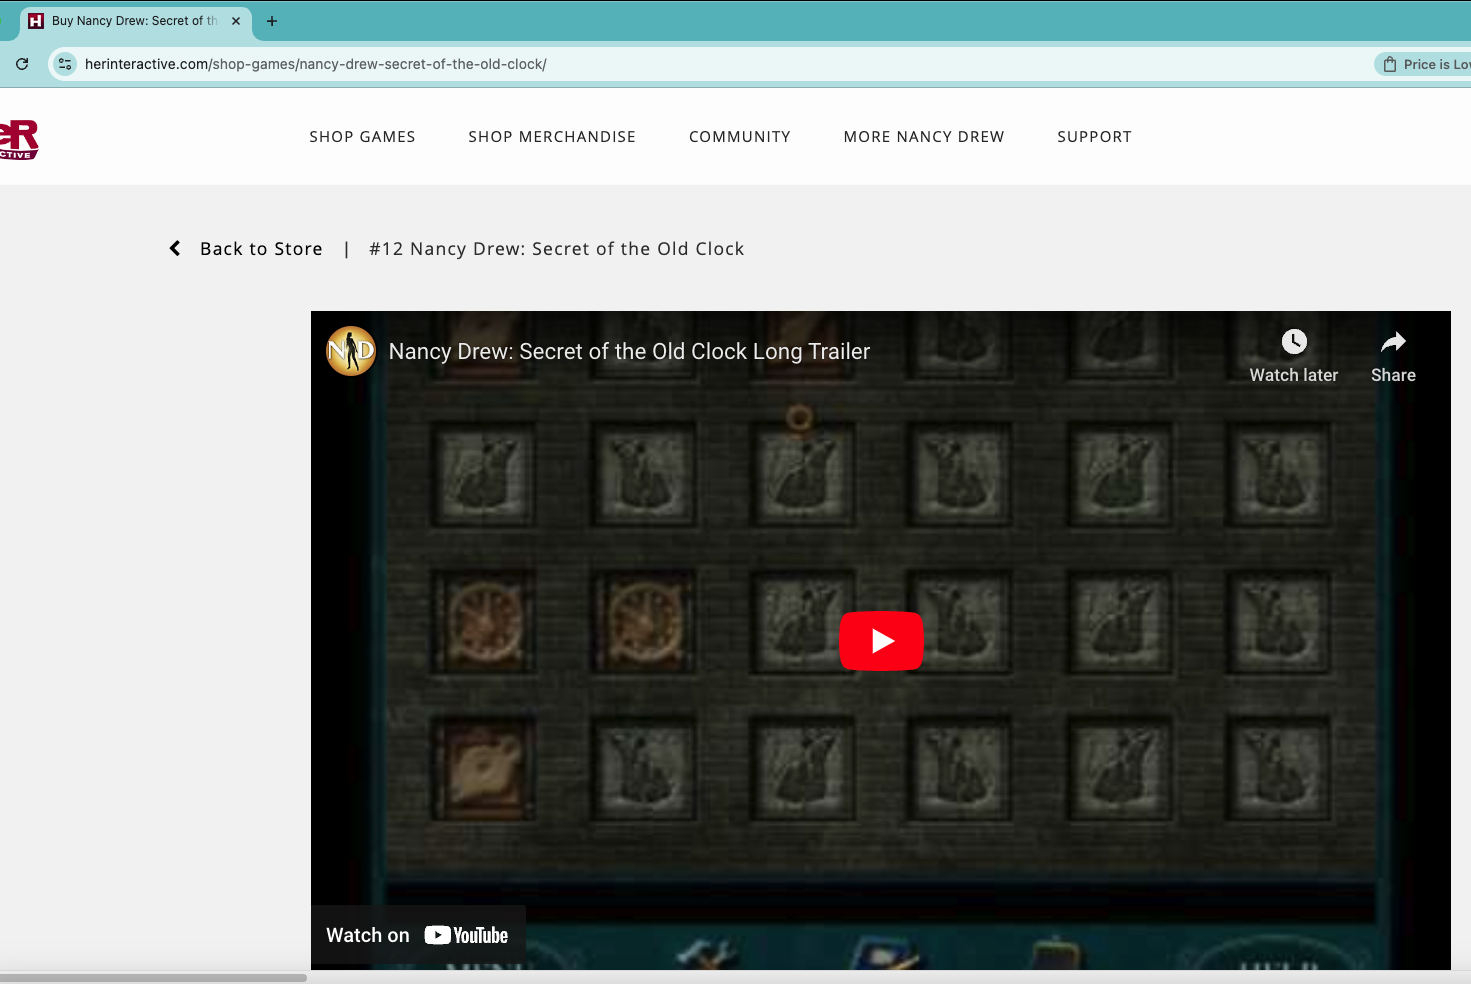 Buy Nancy Drew: Secret of th
herinteractive.com/shop-games/nancy-drew-secret-of-the-old-clock/
Price is Lo
eR
CTIVE
SHOP GAMES
SHOP MERCHANDISE
COMMUNITY
MORE NANCY DREW
SUPPORT
Back to Store | #12 Nancy Drew: Secret of the Old Clock
ND
Nancy Drew: Secret of the Old Clock Long Trailer
Watch later
Share
Watch on YouTube